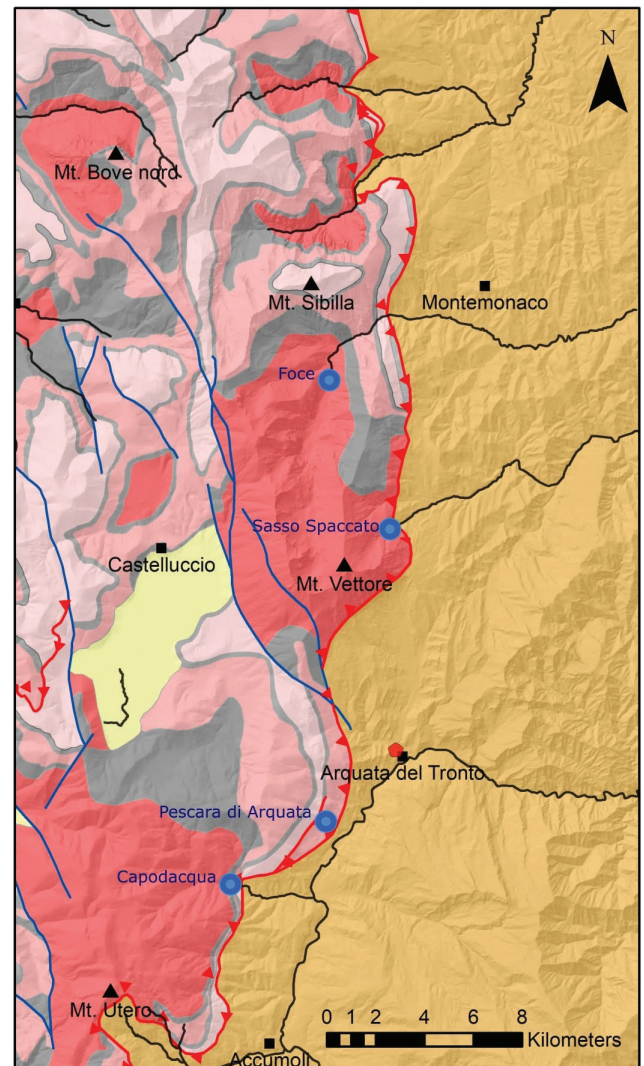 N
Mt. Bove nord
Mt. Sibilla
Montemonaco
Foce
Sasso Spaccato
Castelluccio
Mt. Vettore
Arquata del Tronto
Pescara di Arquata
Capodacqua
Mt. Utero
0 1 2 4 6 8
Kilometers
Accumoli